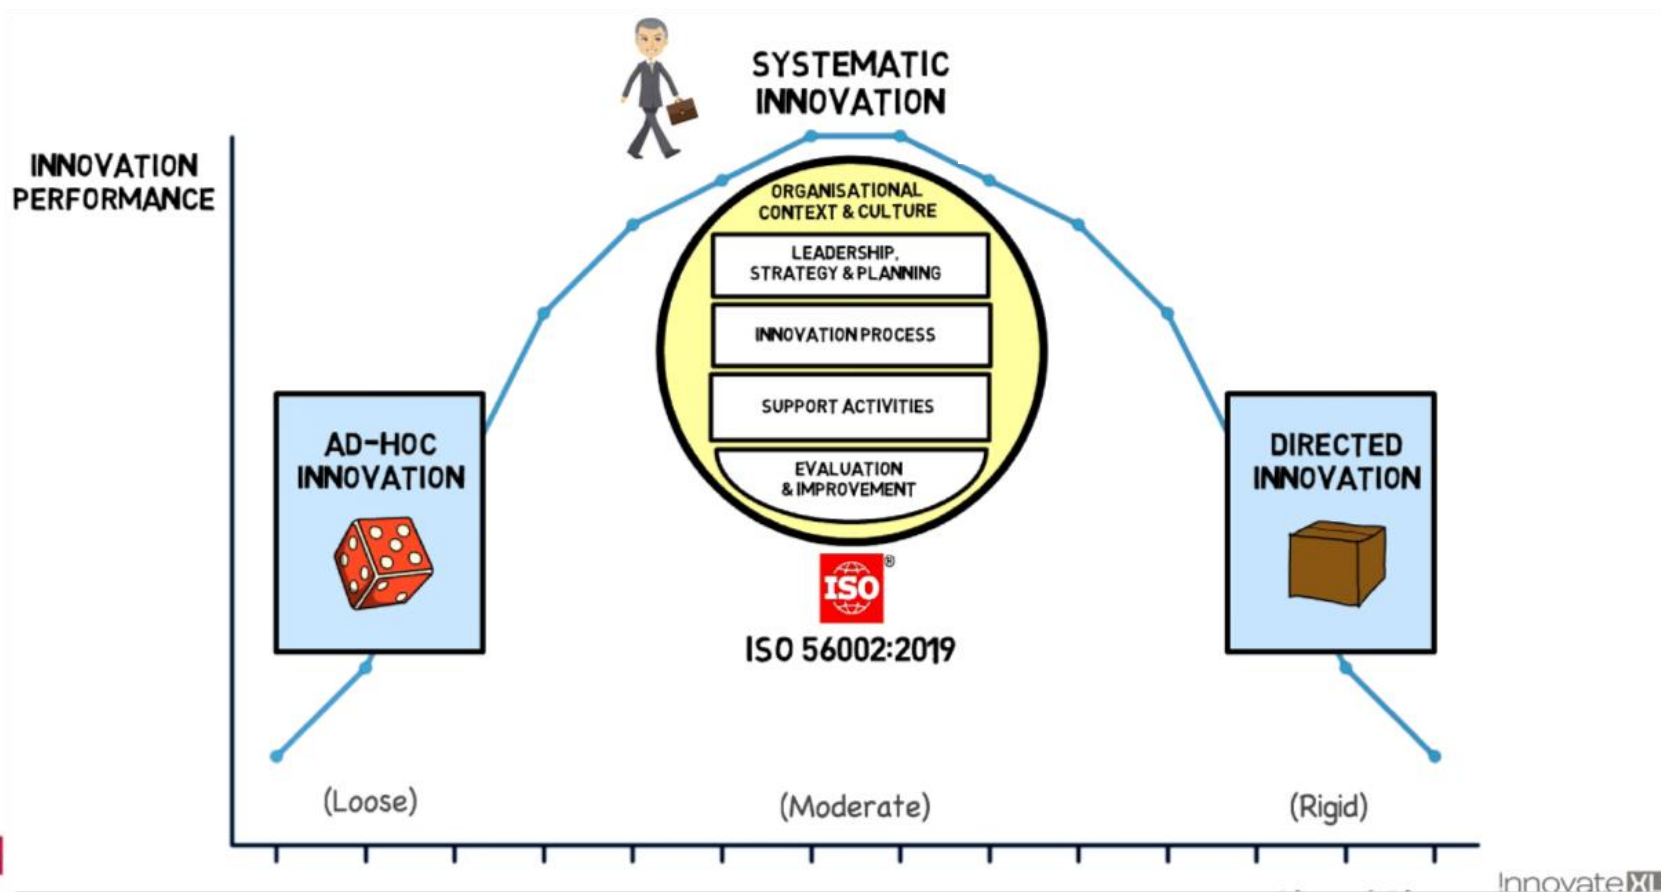 SYSTEMATIC
INNOVATION
INNOVATION
PERFORMANCE
ORGANISATIONAL
CONTEXT & CULTURE
LEADERSHIP,
STRATEGY & PLANNING
INNOVATION PROCESS
SUPPORT ACTIVITIES
EVALUATION
& IMPROVEMENT
AD-HOC
INNOVATION
DIRECTED
INNOVATION
ISO®
ISO 56002:2019
(Loose)
(Moderate)
(Rigid)
InnovateXL